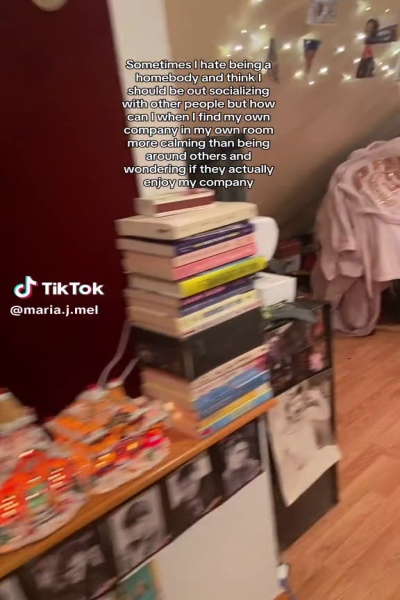 Sometimes I hate being a
homebody and think I
should be out socializing
with other people but how
can I when I find my own
company in my own room
more calming than being
around others and
wondering if they actually
enjoy my company
TikTok
@maria.j.mel